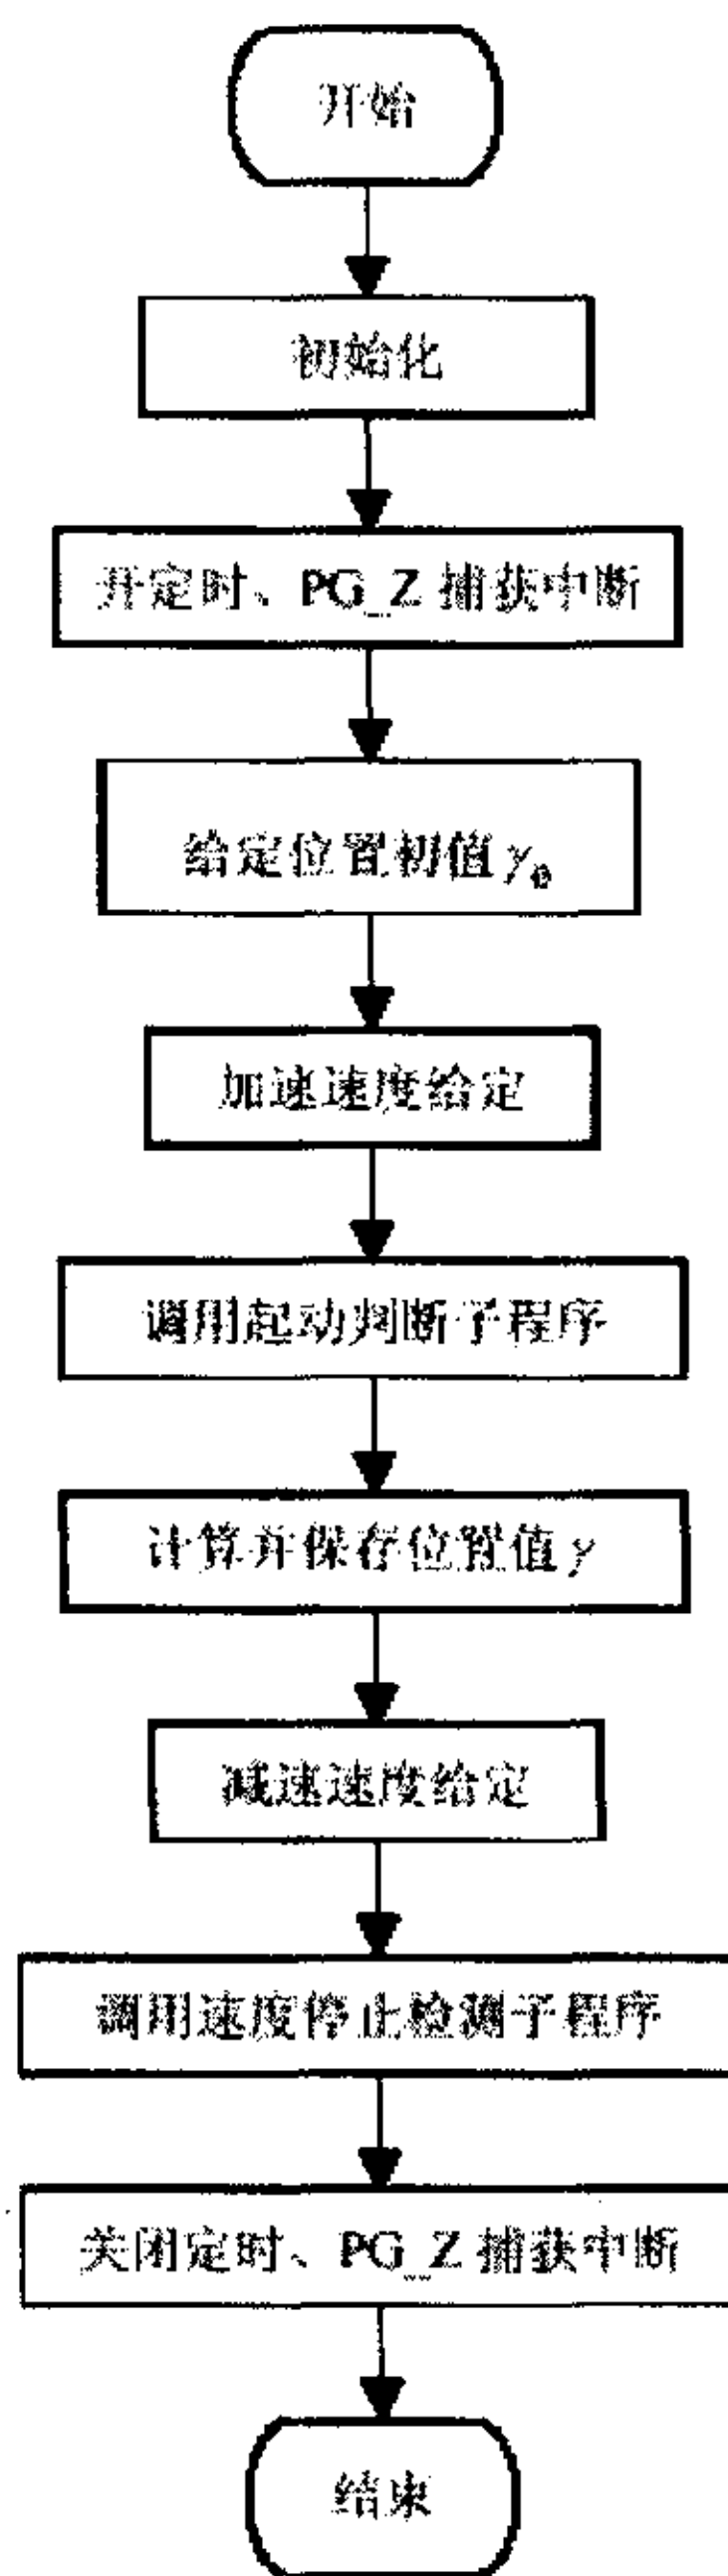 开始
初始化
开定时、PG_Z 捕获中断
给定位置初值 y₀
加速速度给定
调用起动判断子程序
计算并保存位置值 y
减速速度给定
调用速度停止检测子程序
关闭定时、PG_Z 捕获中断
结束